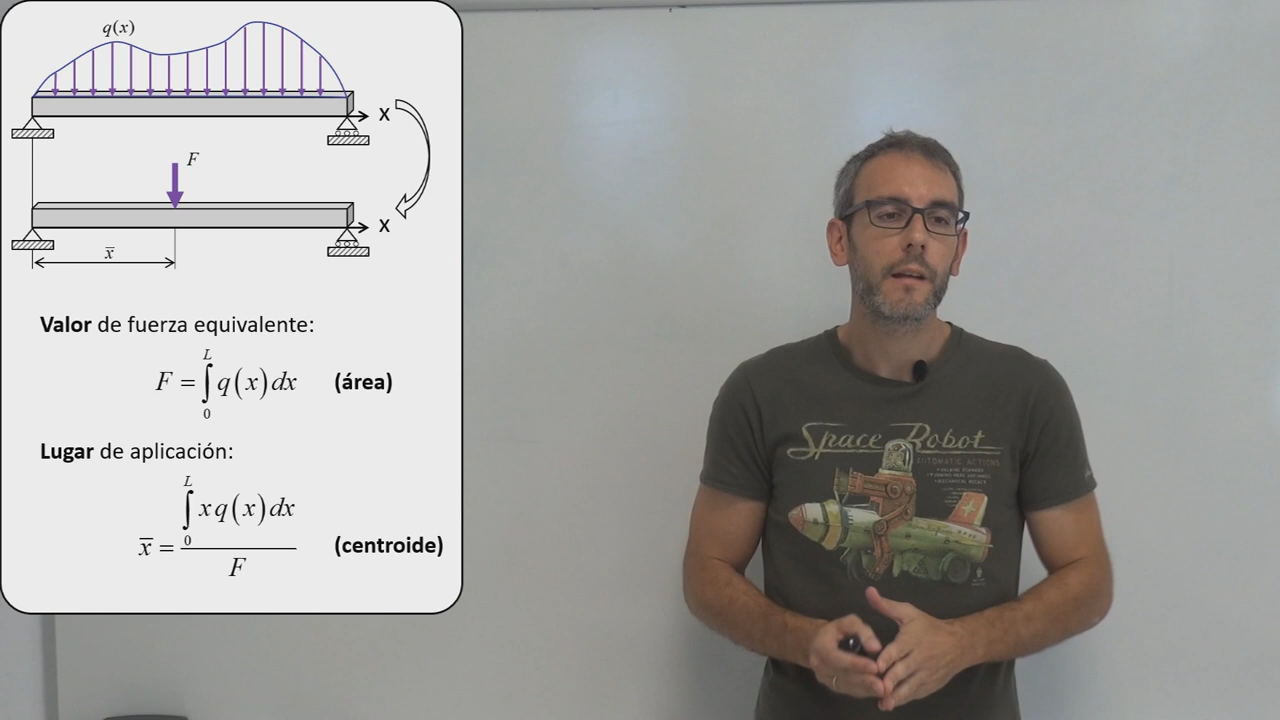 q(x)
X
F
X
x̄
Valor de fuerza equivalente:
F = ∫₀ᴸ q(x) dx (área)
Lugar de aplicación:
x̄ = ∫₀ᴸ x q(x) dx / F (centroide)
Space Robot
AUTOMATIC ACTIONS